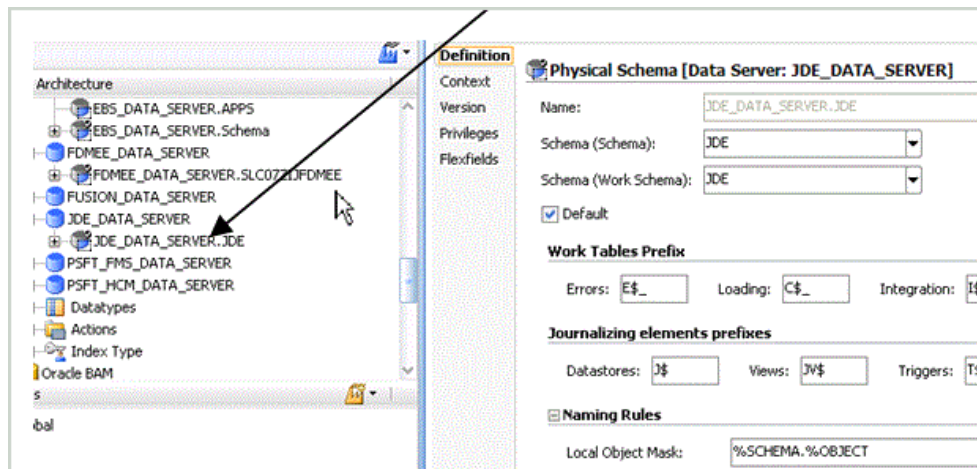 Architecture
EBS_DATA_SERVER.APPS
EBS_DATA_SERVER.Schema
FDMEE_DATA_SERVER
FDMEE_DATA_SERVER.SLC07ZIJFDMEE
FUSION_DATA_SERVER
JDE_DATA_SERVER
JDE_DATA_SERVER.JDE
PSFT_FMS_DATA_SERVER
PSFT_HCM_DATA_SERVER
Datatypes
Actions
Index Type
Oracle BAM
s
bal
Definition
Context
Version
Privileges
Flexfields
Physical Schema [Data Server: JDE_DATA_SERVER]
Name: JDE_DATA_SERVER.JDE
Schema (Schema): JDE
Schema (Work Schema): JDE
Default
Work Tables Prefix
Errors: E$_ Loading: C$_ Integration: I$
Journalizing elements prefixes
Datastores: J$ Views: JV$ Triggers: T$
Naming Rules
Local Object Mask: %SCHEMA.%OBJECT